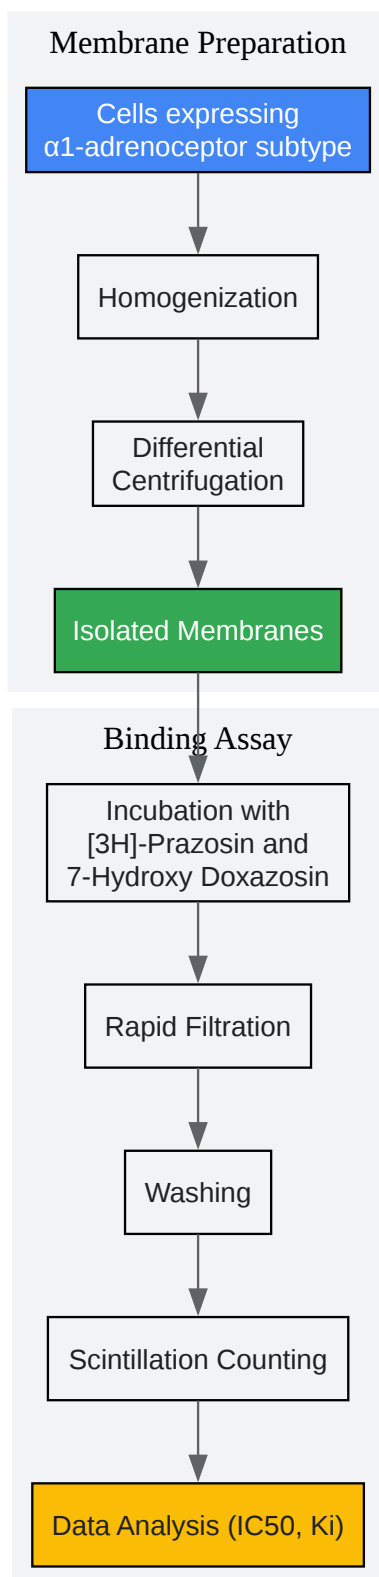 Membrane Preparation
Cells expressing
α1-adrenoceptor subtype
Homogenization
Differential
Centrifugation
Isolated Membranes
Binding Assay
Incubation with
[3H]-Prazosin and
7-Hydroxy Doxazosin
Rapid Filtration
Washing
Scintillation Counting
Data Analysis (IC50, Ki)